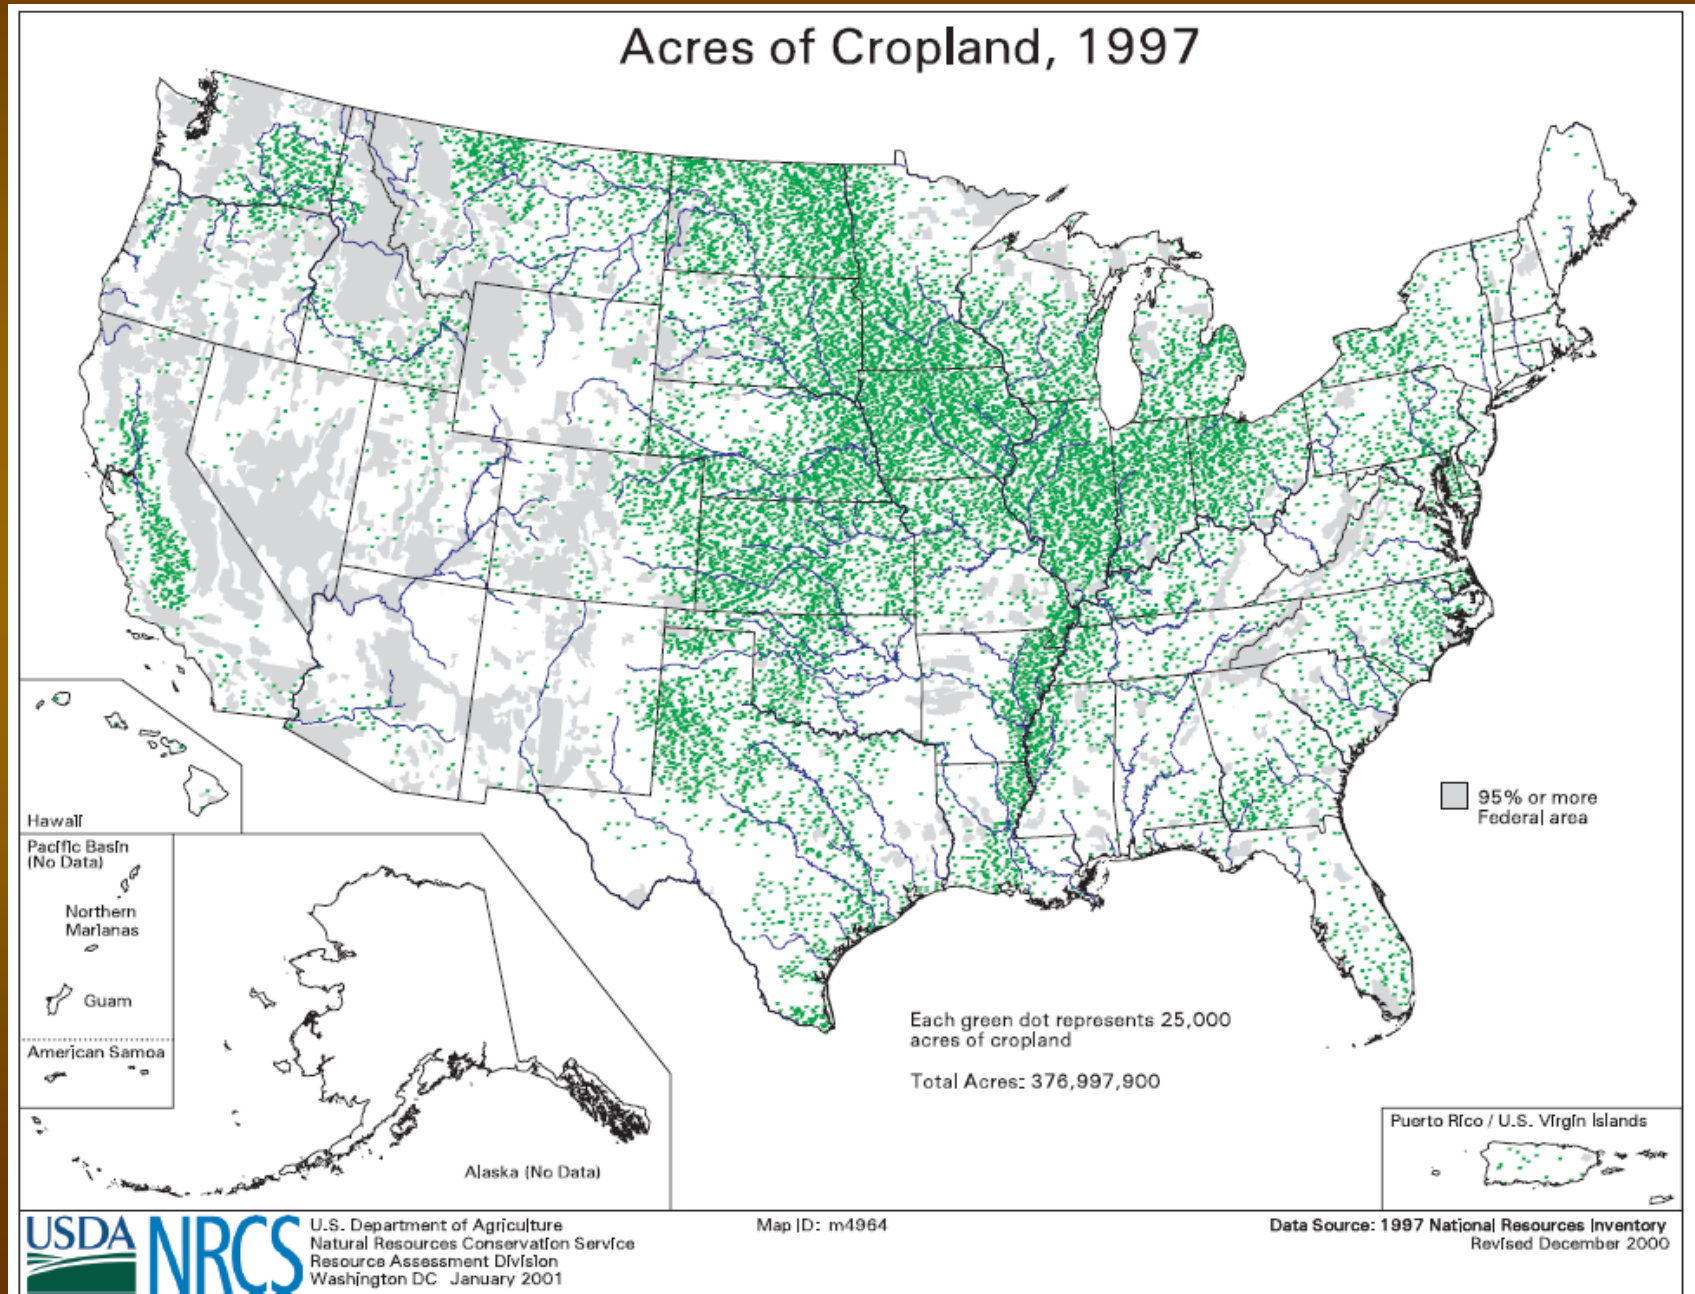 Acres of Cropland, 1997
Hawaii
Pacific Basin
(No Data)
Northern
Marianas
Guam
American Samoa
Alaska (No Data)
95% or more
Federal area
Each green dot represents 25,000
acres of cropland
Total Acres: 376,997,900
Puerto Rico / U.S. Virgin Islands
USDA
NRCS
U.S. Department of Agriculture
Natural Resources Conservation Service
Resource Assessment Division
Washington DC January 2001
Map ID: m4964
Data Source: 1997 National Resources Inventory
Revised December 2000